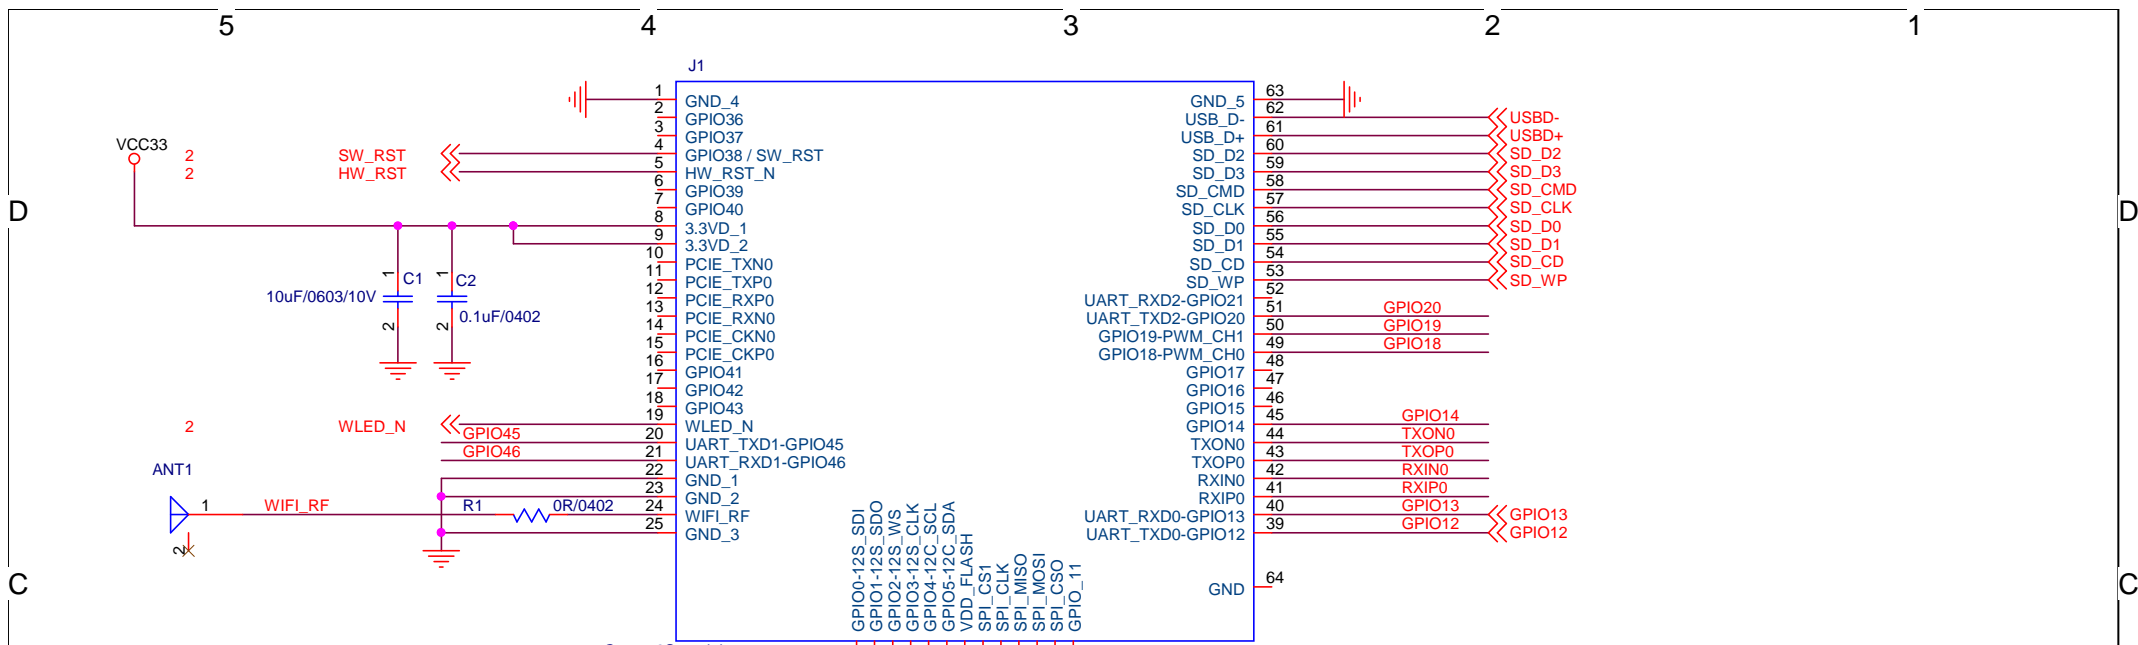 5 4 3 2 1
J1
1 GND_4
2 GPIO36
3 GPIO37
SW_RST 4 GPIO38 / SW_RST
HW_RST 5 HW_RST_N
6 GPIO39
7 GPIO40
8 3.3VD_1
9 3.3VD_2
10 PCIE_TXN0
11 PCIE_TXP0
12 PCIE_RXP0
13 PCIE_RXN0
14 PCIE_CKN0
15 PCIE_CKP0
16 GPIO41
17 GPIO42
18 GPIO43
WLED_N 19 WLED_N
GPIO45 20 UART_TXD1-GPIO45
GPIO46 21 UART_RXD1-GPIO46
22 GND_1
23 GND_2
24 WIFI_RF
25 GND_3
VCC33
2
2
D
1 C1
10uF/0603/10V
2
1 C2
0.1uF/0402
2
2
ANT1
1 WIFI_RF R1 0R/0402
2
C
GND_5 63
USB_D- 62 USBD-
USB_D+ 61 USBD+
SD_D2 60 SD_D2
SD_D3 59 SD_D3
SD_CMD 58 SD_CMD
SD_CLK 57 SD_CLK
SD_D0 56 SD_D0
SD_D1 55 SD_D1
SD_CD 54 SD_CD
SD_WP 53 SD_WP
UART_RXD2-GPIO21 52
UART_TXD2-GPIO20 51 GPIO20
GPIO19-PWM_CH1 50 GPIO19
GPIO18-PWM_CH0 49 GPIO18
GPIO17 48
GPIO16 47
GPIO15 46
GPIO14 45 GPIO14
TXON0 44 TXON0
TXOP0 43 TXOP0
RXIN0 42 RXIN0
RXIP0 41 RXIP0
UART_RXD0-GPIO13 40 GPIO13 GPIO13
UART_TXD0-GPIO12 39 GPIO12 GPIO12
GND 64
D
C
GPIO0-12S_SDI
GPIO1-12S_SDO
GPIO2-12S_WS
GPIO3-12S_CLK
GPIO4-12C_SCL
GPIO5-12C_SDA
VDD_FLASH
SPI_CS1
SPI_CLK
SPI_MISO
SPI_MOSI
SPI_CSO
GPIO_11